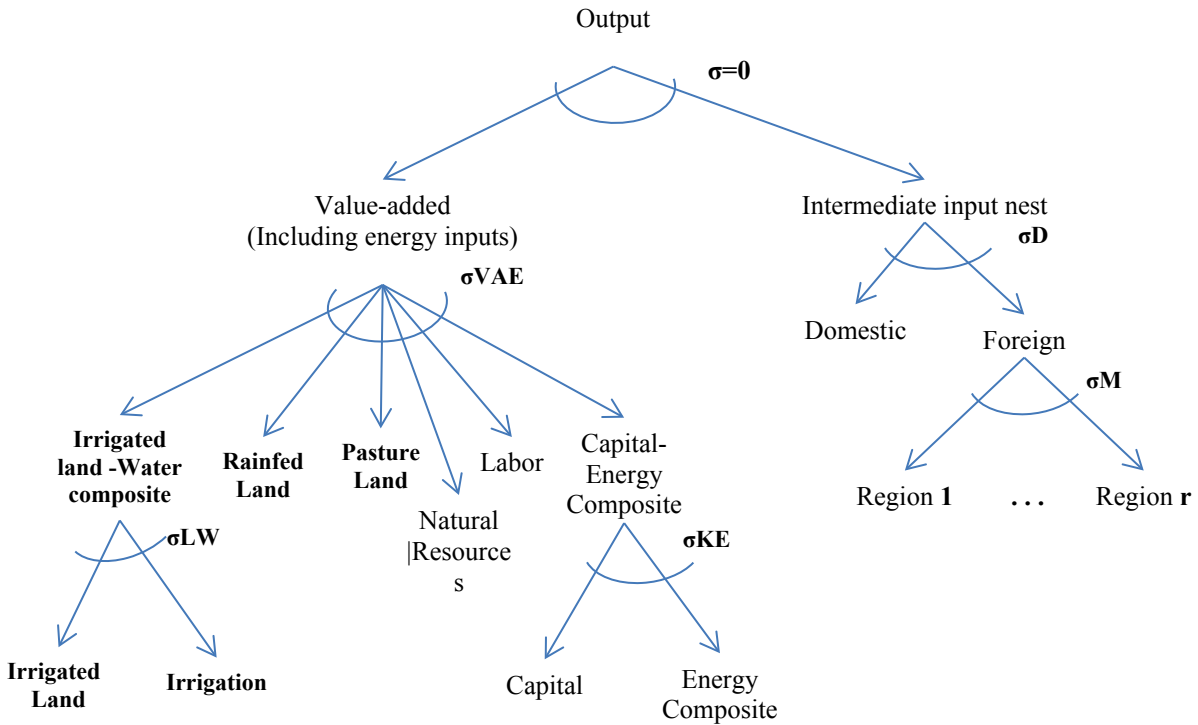 Output
σ=0
Value-added
(Including energy inputs)
Intermediate input nest
σD
σVAE
Domestic
Foreign
σM
Irrigated
land -Water
composite
Rainfed
Land
Pasture
Land
Labor
Capital-
Energy
Composite
Region 1
. . .
Region r
Natural
|Resource
s
σLW
σKE
Irrigated
Land
Irrigation
Capital
Energy
Composite